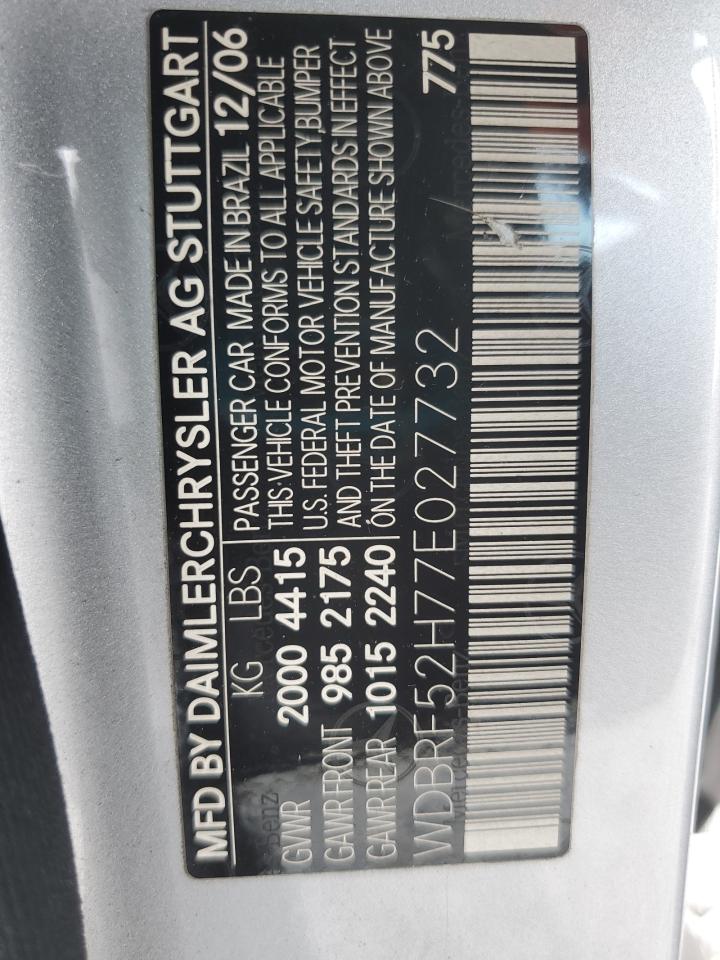 MFD BY DAIMLERCHRYSLER AG STUTTGART
KG LBS
GVWR 2000 4415
GAWR FRONT 985 2175
GAWR REAR 1015 2240
PASSENGER CAR MADE IN BRAZIL 12/06
THIS VEHICLE CONFORMS TO ALL APPLICABLE
U.S. FEDERAL MOTOR VEHICLE SAFETY, BUMPER
AND THEFT PREVENTION STANDARDS IN EFFECT
ON THE DATE OF MANUFACTURE SHOWN ABOVE
WDBRF52H77E027732 775
Mercedes-Benz